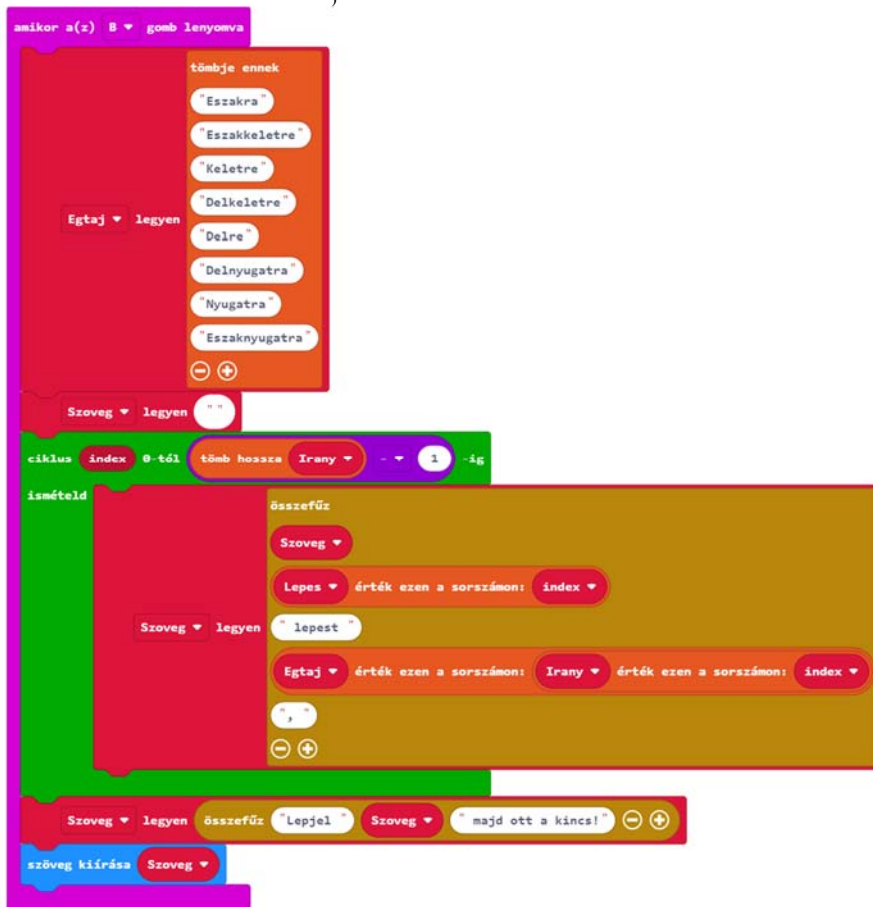 amikor a(z) B gomb lenyomva
tömbje ennek
"Eszakra"
"Eszakkeletre"
"Keletre"
"Delkeletre"
Egtaj legyen
"Delre"
"Delnyugatra"
"Nyugatra"
"Eszaknyugatra"
Szoveg legyen " "
ciklus index 0-tól tömb hossza Irany - 1 -ig
ismételd
összefűz
Szoveg
Lepes érték ezen a sorszámon: index
Szoveg legyen " lepest "
Egtaj érték ezen a sorszámon: Irany érték ezen a sorszámon: index
", "
Szoveg legyen összefűz "Lepjel " Szoveg " majd ott a kincs!"
szöveg kiírása Szoveg